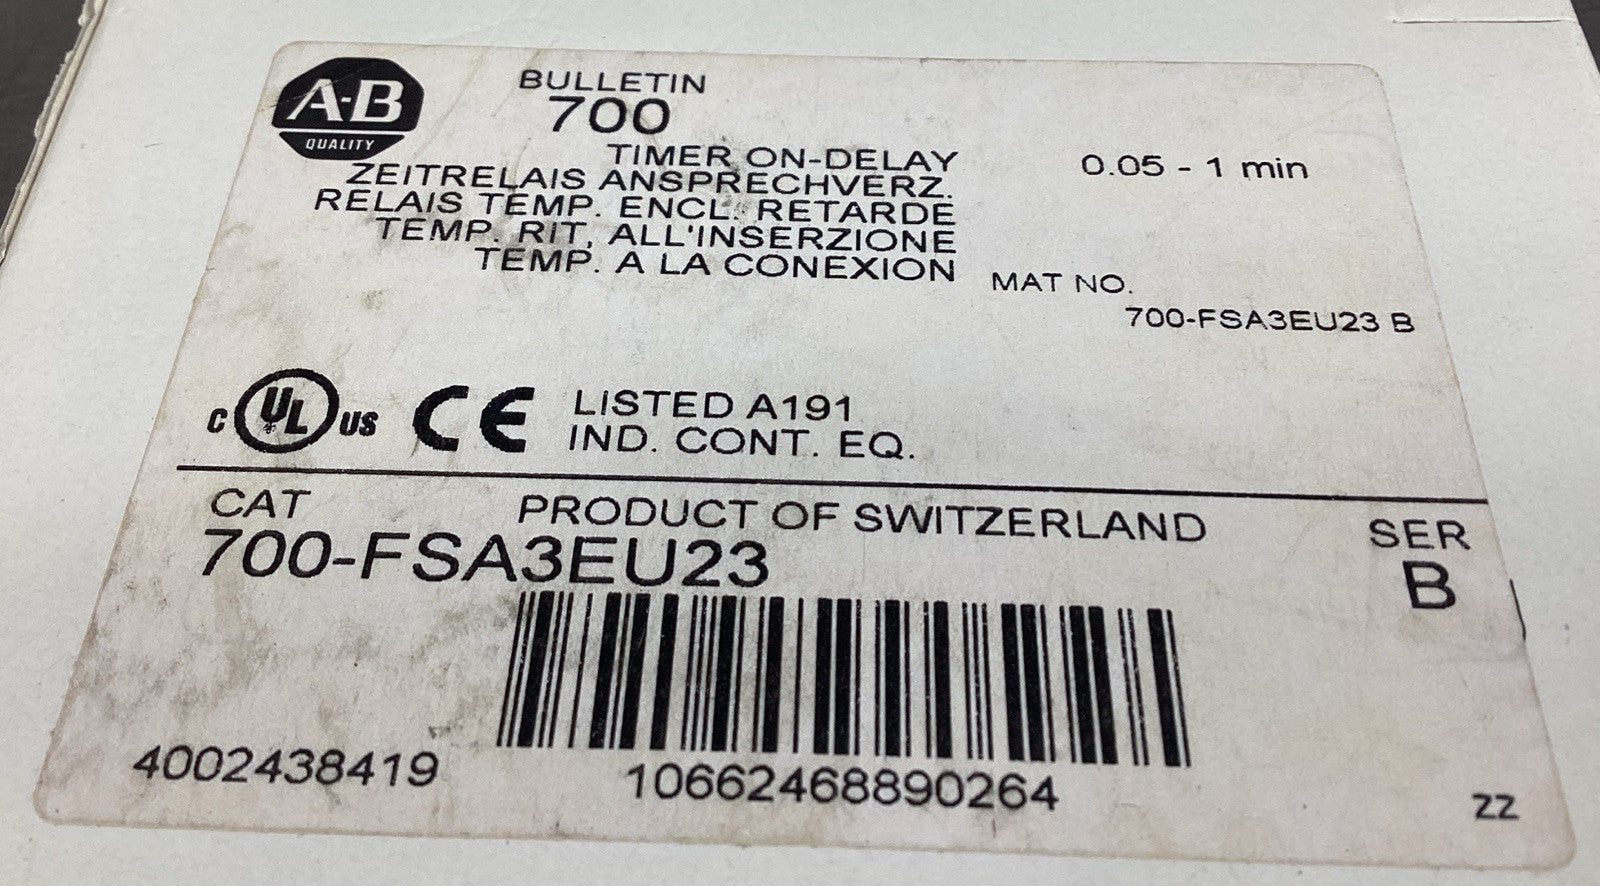 A-B
QUALITY
BULLETIN
700
TIMER ON-DELAY
0.05 - 1 min
ZEITRELAIS ANSPRECHVERZ.
RELAIS TEMP. ENCL. RETARDE
TEMP. RIT, ALL'INSERZIONE
TEMP. A LA CONEXION
MAT NO.
700-FSA3EU23 B
C UL US CE
LISTED A191
IND. CONT. EQ.
CAT
PRODUCT OF SWITZERLAND
SER
700-FSA3EU23
B
4002438419
10662468890264
ZZ